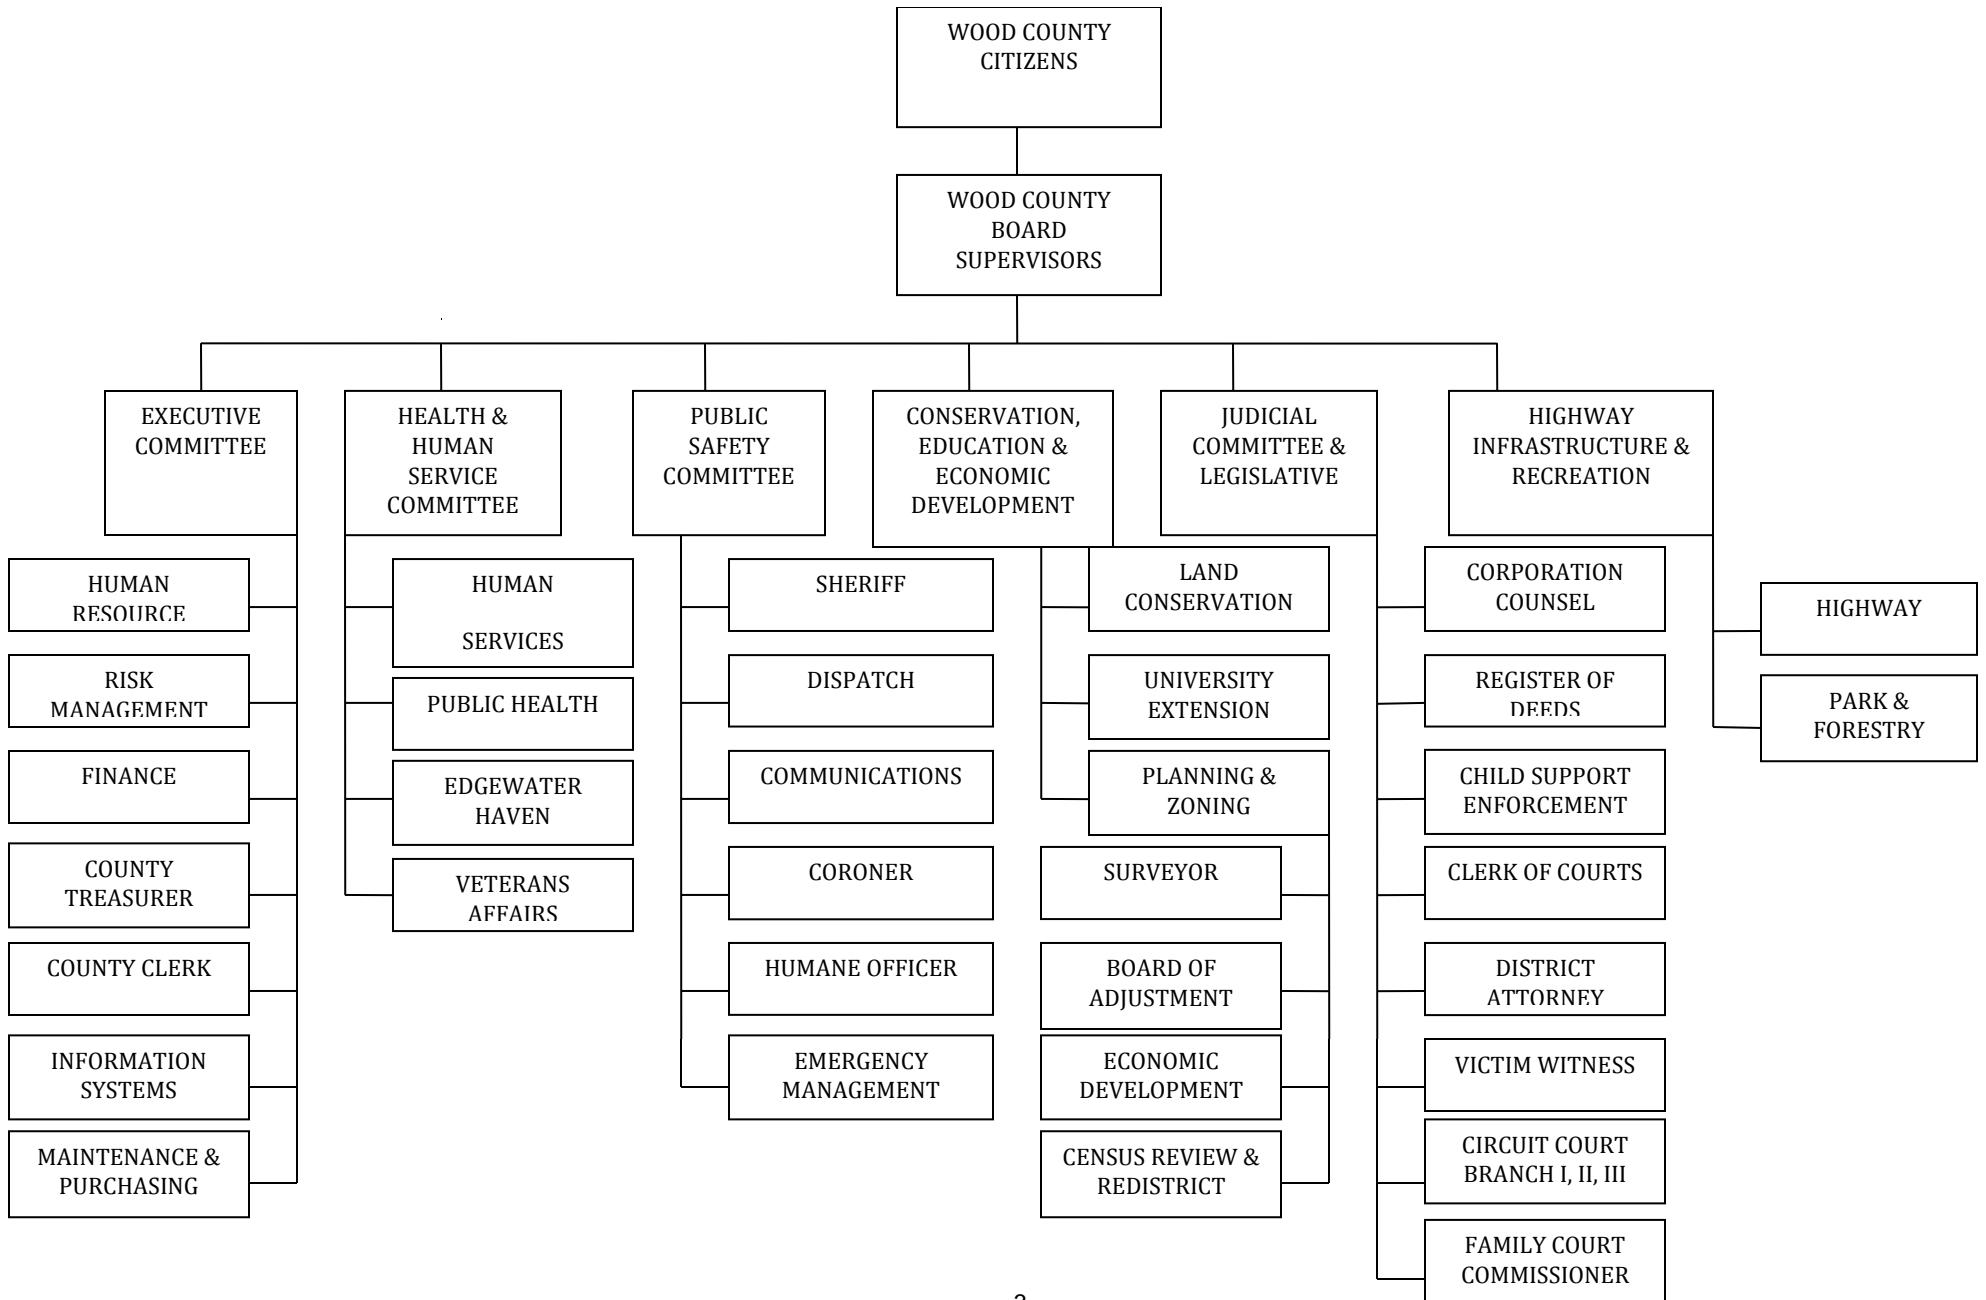 WOOD COUNTY
CITIZENS
WOOD COUNTY
BOARD
SUPERVISORS
EXECUTIVE
COMMITTEE
HEALTH &
HUMAN
SERVICE
COMMITTEE
PUBLIC
SAFETY
COMMITTEE
CONSERVATION,
EDUCATION &
ECONOMIC
DEVELOPMENT
JUDICIAL
COMMITTEE &
LEGISLATIVE
HIGHWAY
INFRASTRUCTURE &
RECREATION
HUMAN
RESOURCE
RISK
MANAGEMENT
FINANCE
COUNTY
TREASURER
COUNTY CLERK
INFORMATION
SYSTEMS
MAINTENANCE &
PURCHASING
HUMAN
SERVICES
PUBLIC HEALTH
EDGEWATER
HAVEN
VETERANS
AFFAIRS
SHERIFF
DISPATCH
COMMUNICATIONS
CORONER
HUMANE OFFICER
EMERGENCY
MANAGEMENT
LAND
CONSERVATION
UNIVERSITY
EXTENSION
PLANNING &
ZONING
SURVEYOR
BOARD OF
ADJUSTMENT
ECONOMIC
DEVELOPMENT
CENSUS REVIEW &
REDISTRICT
CORPORATION
COUNSEL
REGISTER OF
DEEDS
CHILD SUPPORT
ENFORCEMENT
CLERK OF COURTS
DISTRICT
ATTORNEY
VICTIM WITNESS
CIRCUIT COURT
BRANCH I, II, III
FAMILY COURT
COMMISSIONER
HIGHWAY
PARK &
FORESTRY